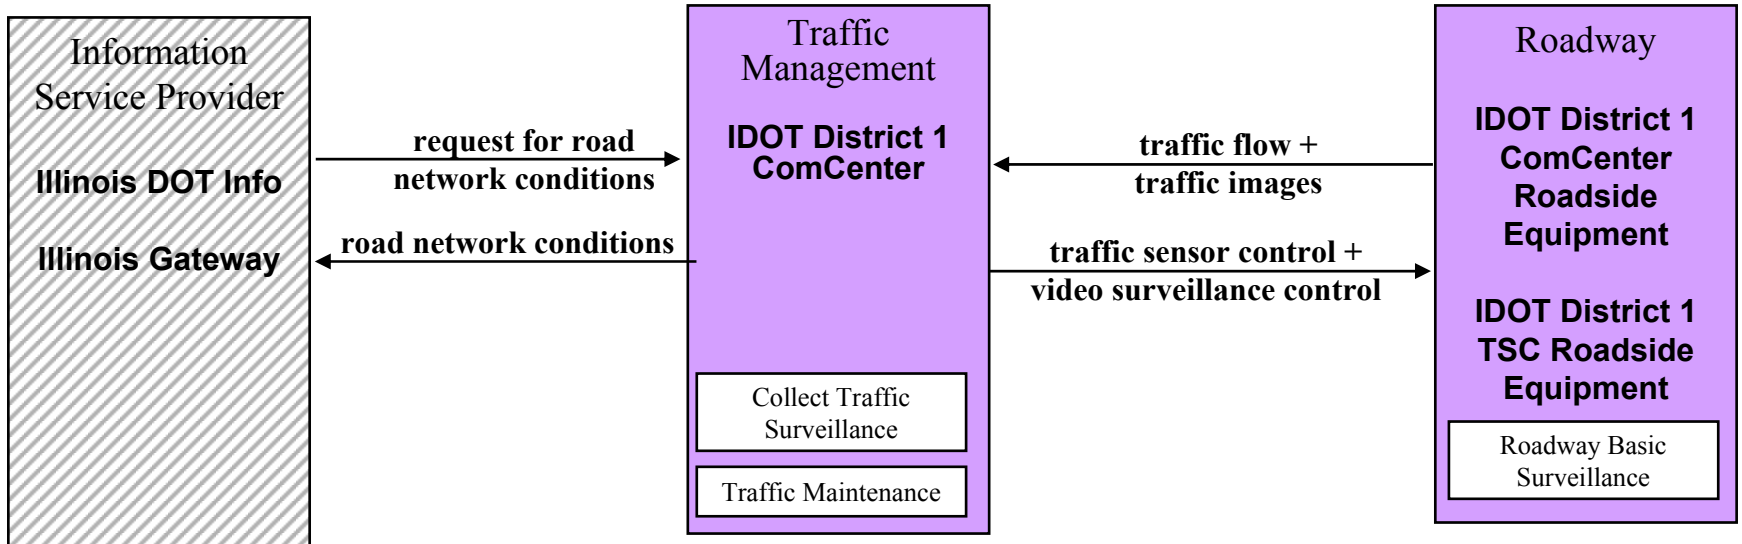 Information
Service Provider
Illinois DOT Info
Illinois Gateway
request for road
network conditions
road network conditions
Traffic
Management
IDOT District 1
ComCenter
Collect Traffic
Surveillance
Traffic Maintenance
traffic flow +
traffic images
traffic sensor control +
video surveillance control
Roadway
IDOT District 1
ComCenter
Roadside
Equipment
IDOT District 1
TSC Roadside
Equipment
Roadway Basic
Surveillance